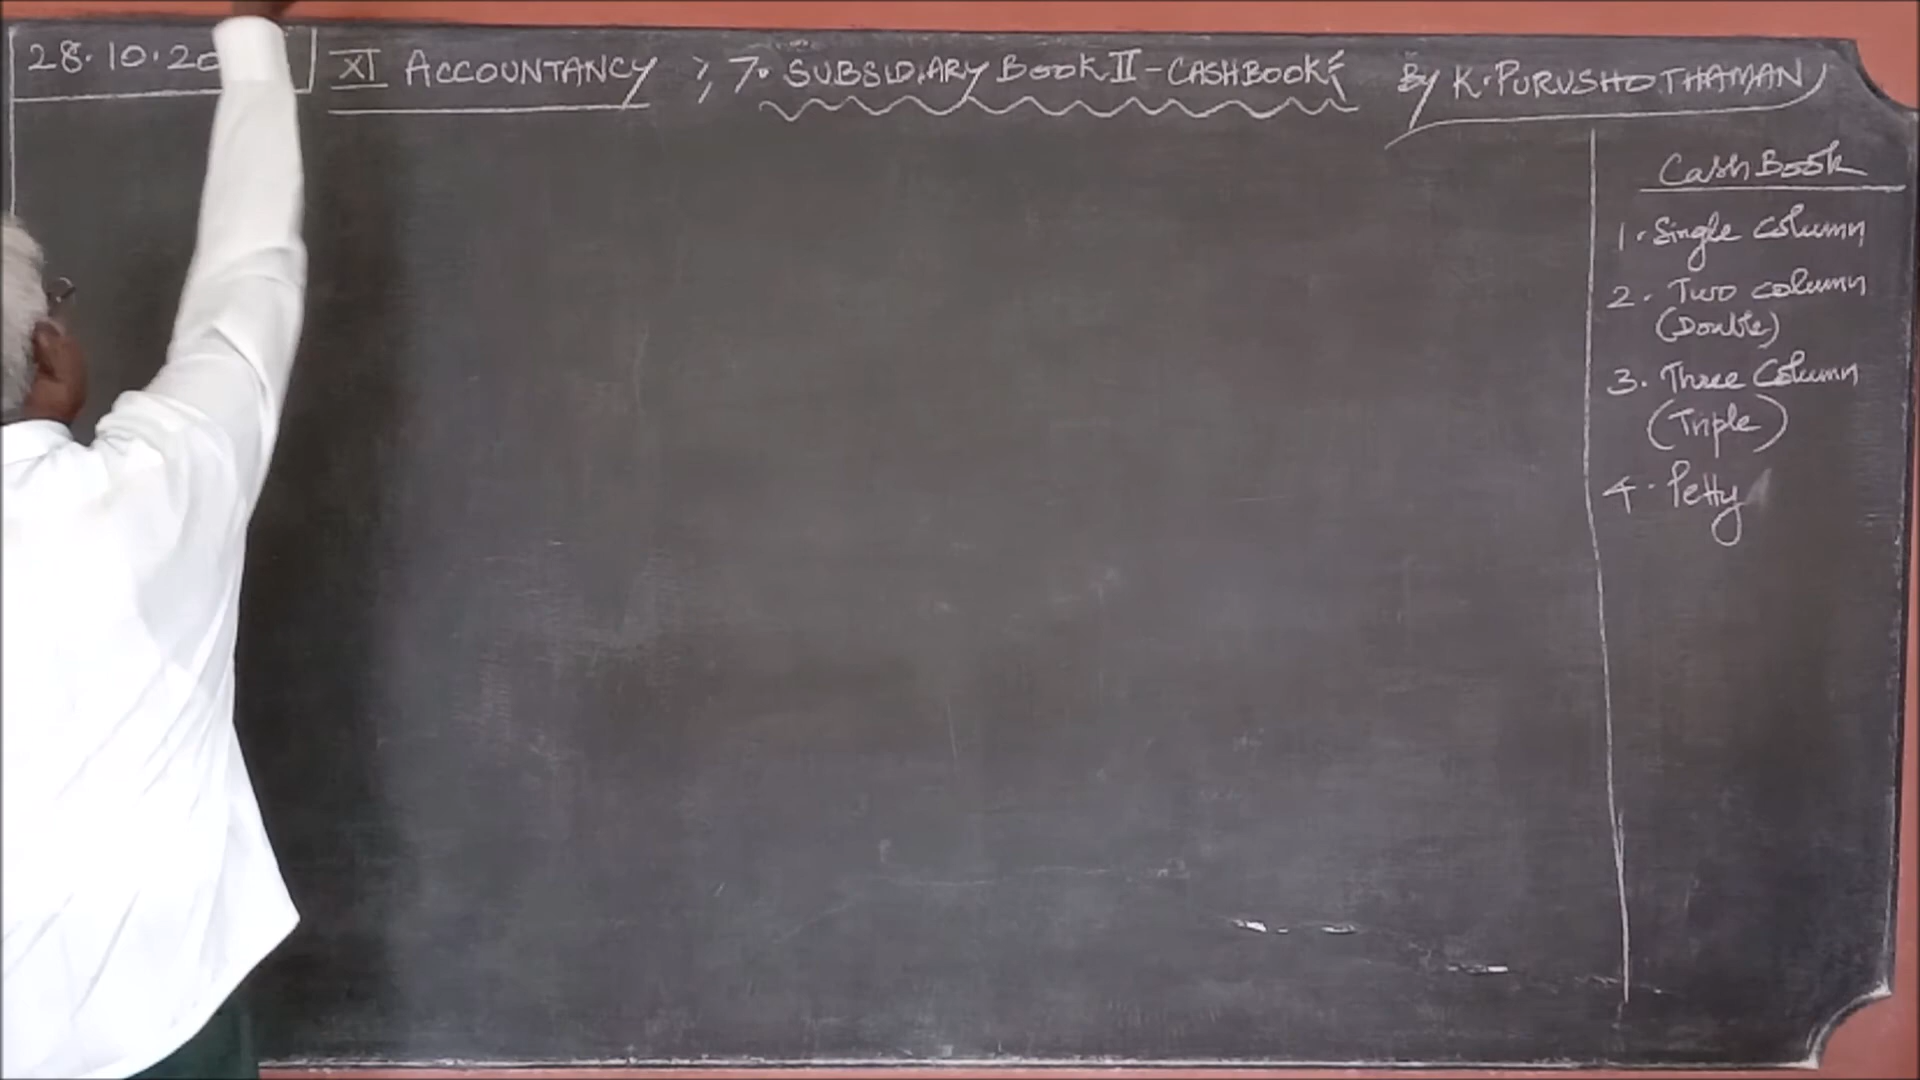 28.10.20
XI ACCOUNTANCY ; 7. SUBSIDIARY BOOK II - CASHBOOK By K. PURUSHOTHAMAN
Cash Book
1. Single Column
2. Two column
(Double)
3. Three Column
(Triple)
4. Petty